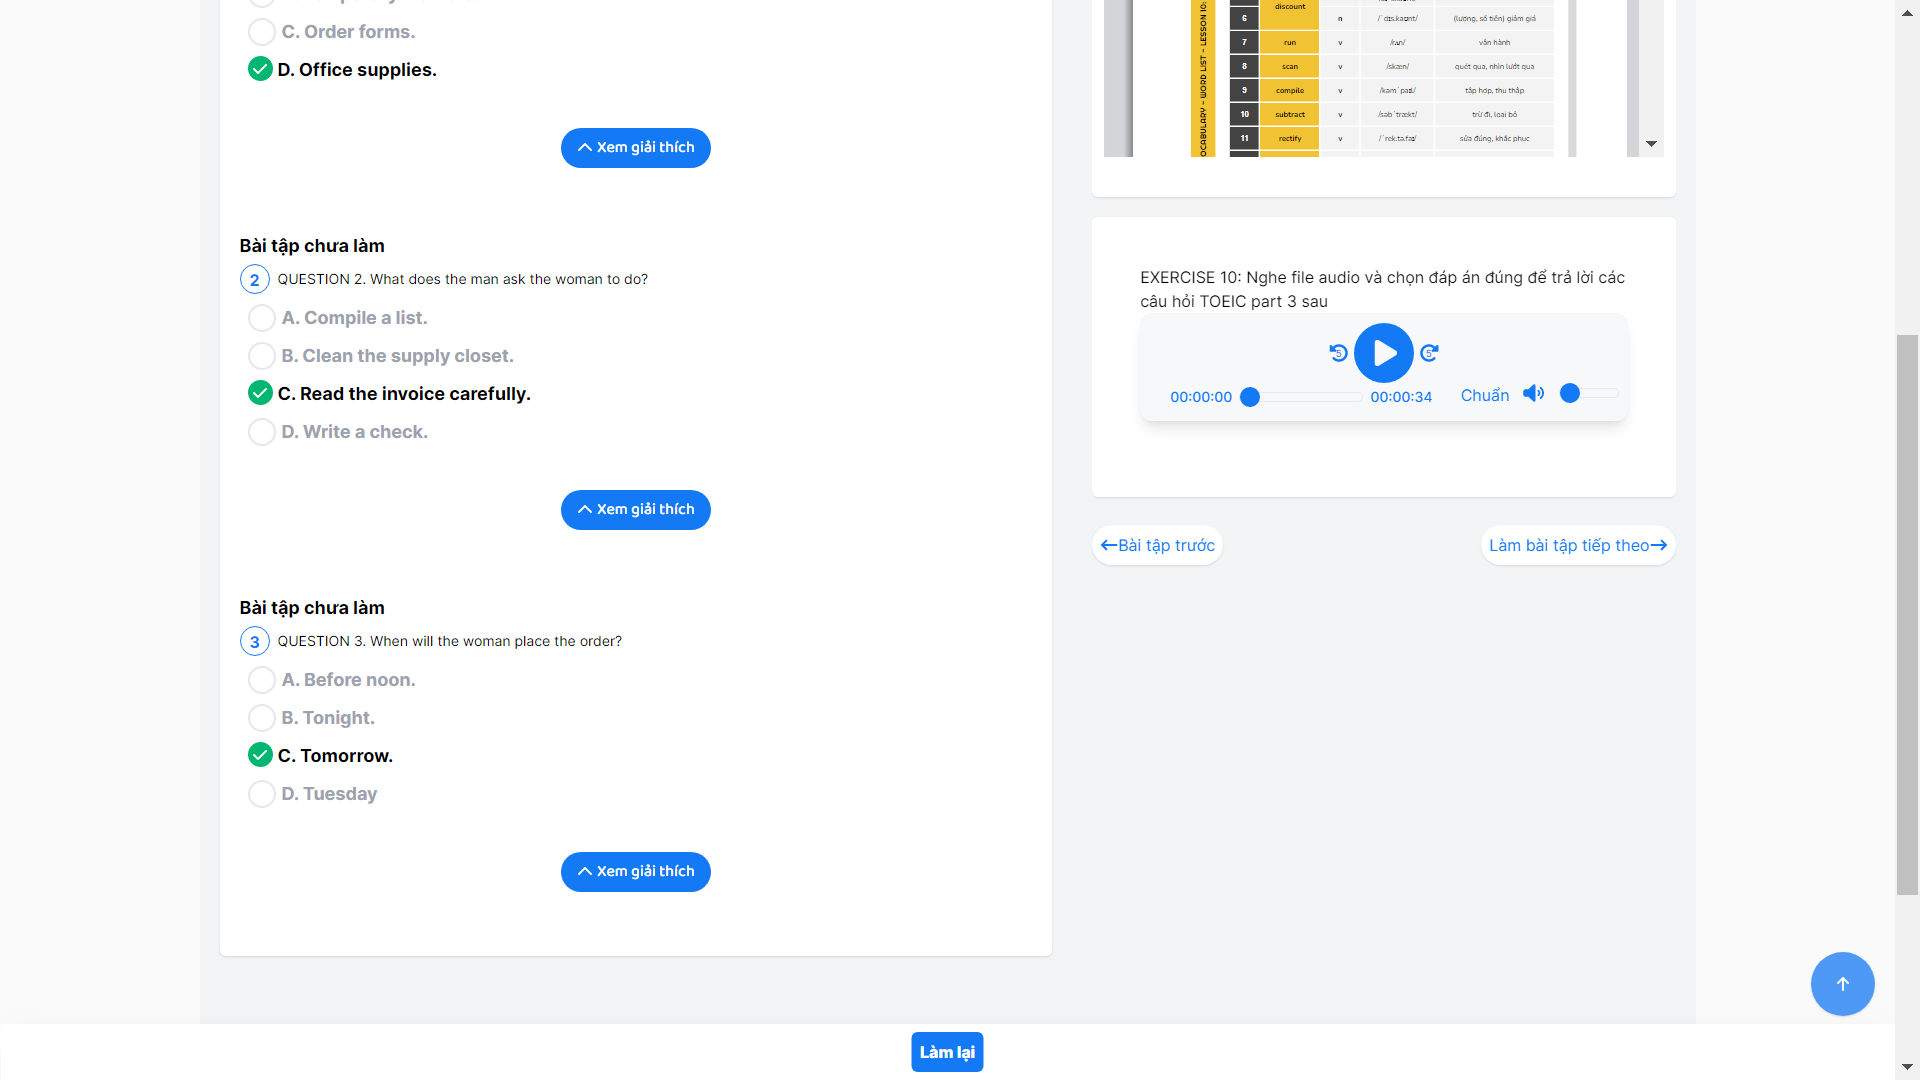 C. Order forms.
D. Office supplies.
Xem giải thích
Bài tập chưa làm
2 QUESTION 2. What does the man ask the woman to do?
A. Compile a list.
B. Clean the supply closet.
C. Read the invoice carefully.
D. Write a check.
Xem giải thích
Bài tập chưa làm
3 QUESTION 3. When will the woman place the order?
A. Before noon.
B. Tonight.
C. Tomorrow.
D. Tuesday
Xem giải thích
OCABULARY - WORD LIST - LESSON 10:
discount
6 n /ˈdɪs.kaʊnt/ (lượng, số tiền) giảm giá
7 run v /rʌn/ vận hành
8 scan v /skæn/ quét qua, nhìn lướt qua
9 compile v /kəmˈpaɪl/ tập hợp, thu thập
10 subtract v /səbˈtrækt/ trừ đi, loại bỏ
11 rectify v /ˈrek.tə.faɪ/ sửa đúng, khắc phục
EXERCISE 10: Nghe file audio và chọn đáp án đúng để trả lời các
câu hỏi TOEIC part 3 sau
5 5
00:00:00 00:00:34 Chuẩn
Bài tập trước Làm bài tập tiếp theo
Làm lại